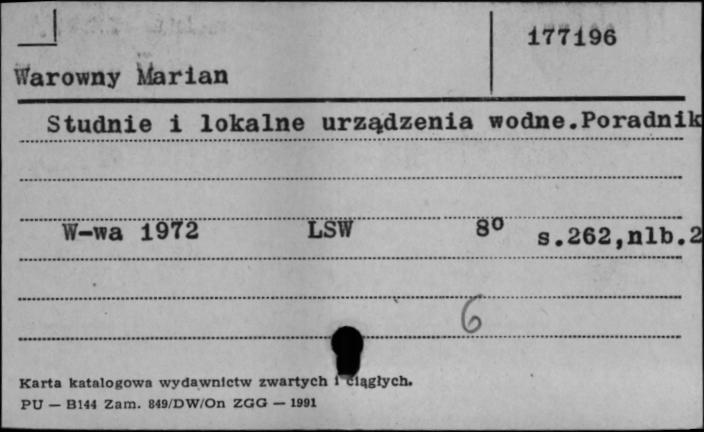 177196
Warowny Marian
Studnie i lokalne urządzenia wodne.Poradnik
W-wa 1972 LSW 8° s.262,nlb.2
6
Karta katalogowa wydawnictw zwartych i ciągłych.
PU — B144 Zam. 849/DW/On ZGG — 1991